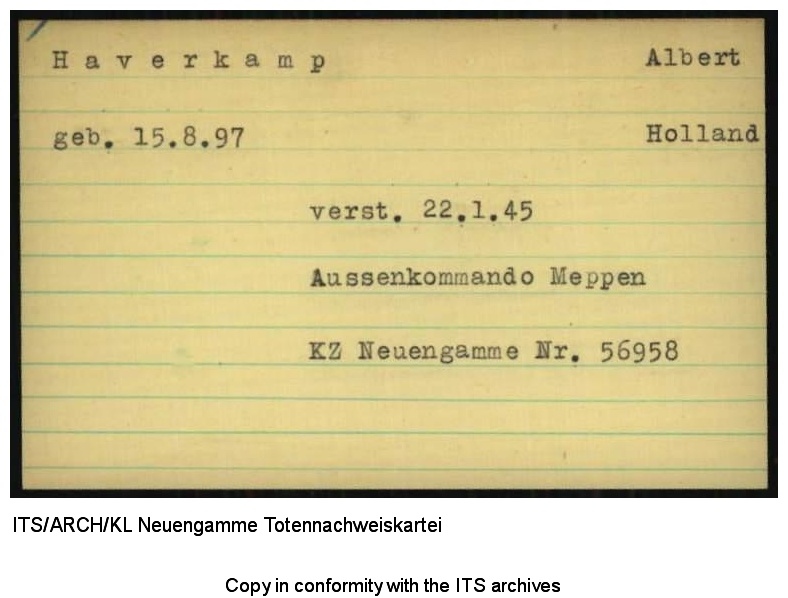 Haverkamp Albert
geb. 15.8.97 Holland
verst. 22.1.45
Aussenkommando Meppen
KZ Neuengamme Nr. 56958
ITS/ARCH/KL Neuengamme Totennachweiskartei
Copy in conformity with the ITS archives